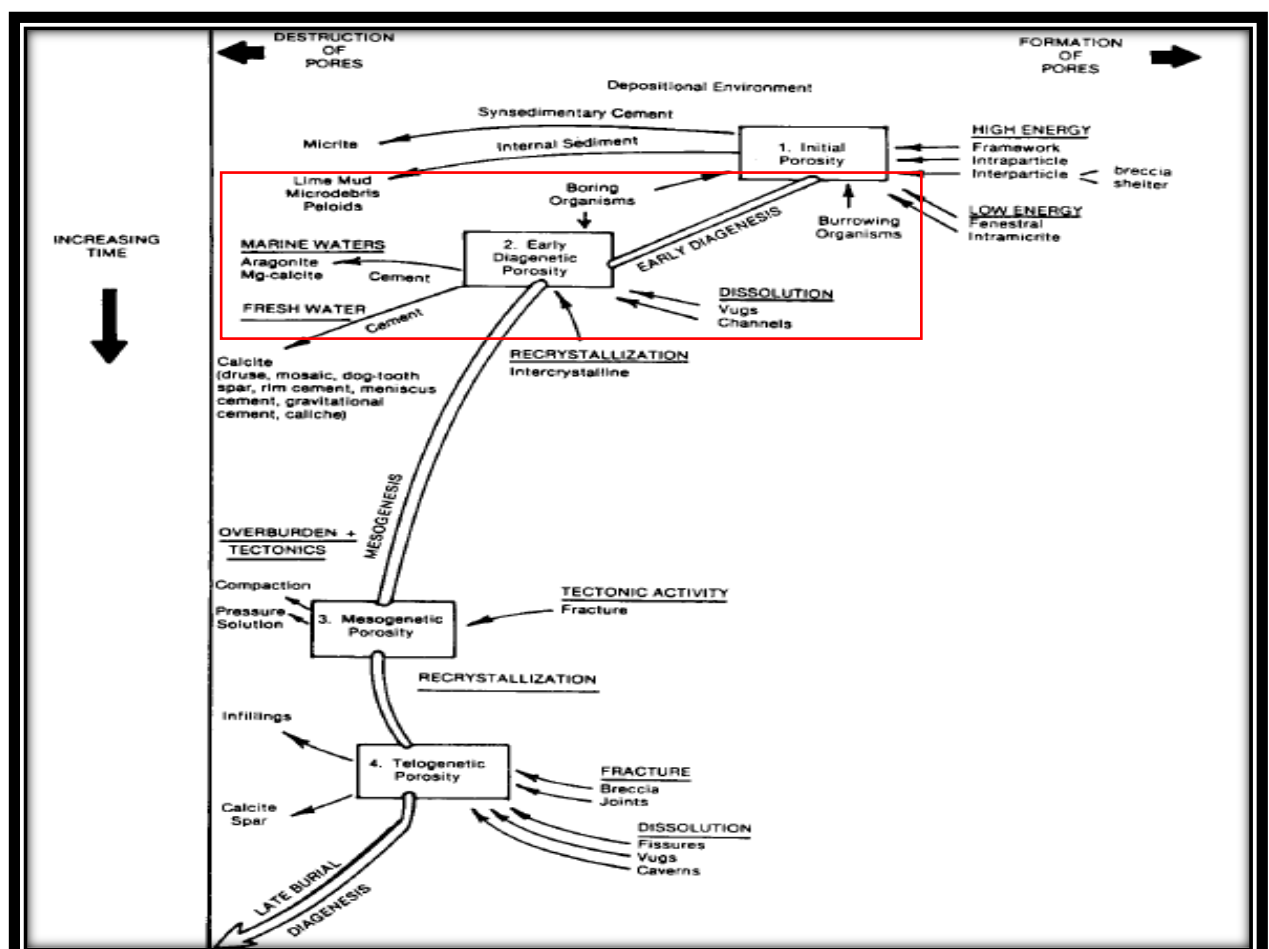 DESTRUCTION
OF
PORES
FORMATION
OF
PORES
Depositional Environment
Synsedimentary Cement
Micrite
Internal Sediment
1. Initial
Porosity
HIGH ENERGY
Framework
Intraparticle
Interparticle
breccia
shelter
Lime Mud
Microdebris
Peloids
Boring
Organisms
LOW ENERGY
Fenestral
Intramicrite
Burrowing
Organisms
EARLY DIAGENESIS
INCREASING
TIME
MARINE WATERS
Aragonite
Mg-calcite
Cement
2. Early
Diagenetic
Porosity
FRESH WATER
Cement
DISSOLUTION
Vugs
Channels
RECRYSTALLIZATION
Intercrystalline
Calcite
(druse, mosaic, dog-tooth
spar, rim cement, meniscus
cement, gravitational
cement, caliche)
MESOGENESIS
OVERBURDEN +
TECTONICS
Compaction
Pressure
Solution
3. Mesogenetic
Porosity
TECTONIC ACTIVITY
Fracture
RECRYSTALLIZATION
Infillings
4. Telogenetic
Porosity
FRACTURE
Breccia
Joints
Calcite
Spar
DISSOLUTION
Fissures
Vugs
Caverns
LATE BURIAL
DIAGENESIS